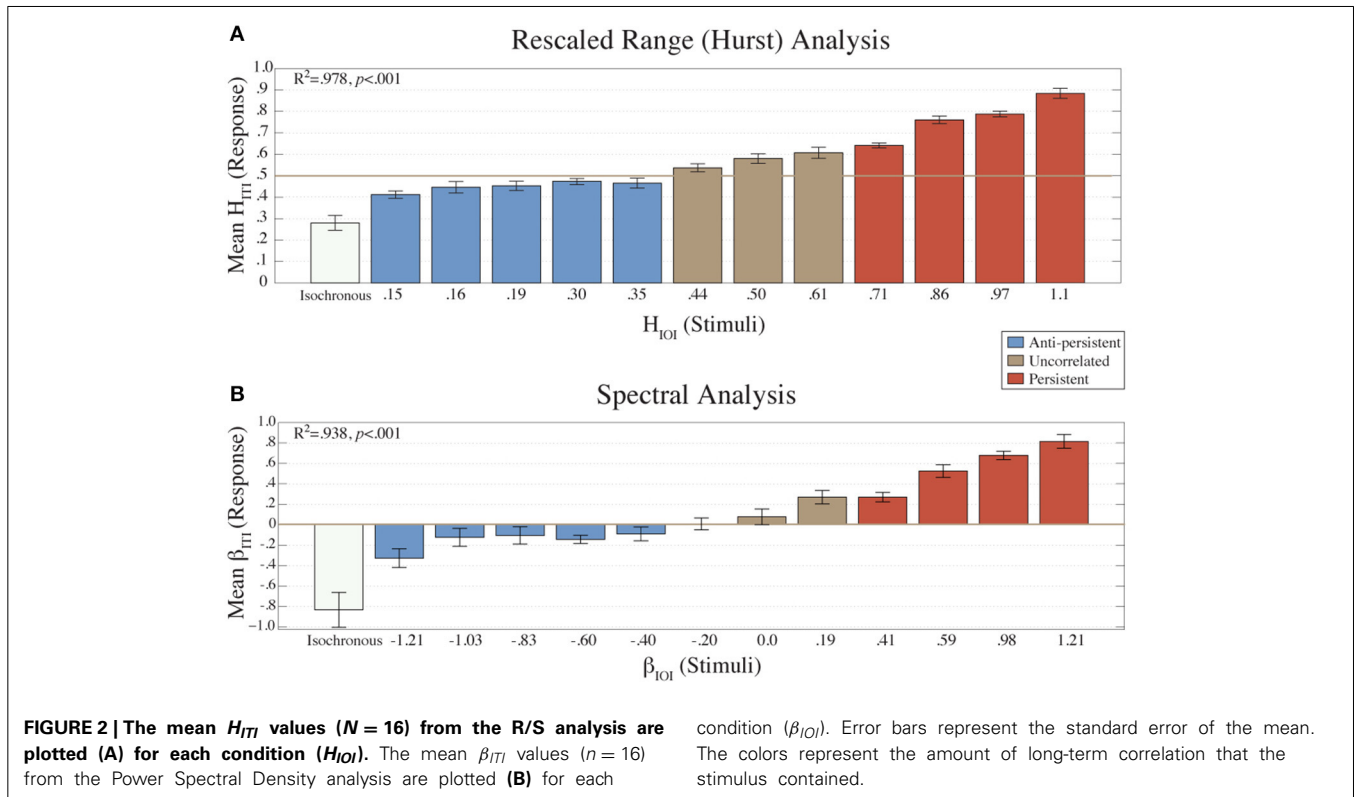 A
Rescaled Range (Hurst) Analysis
R²=.978, p<.001
Mean H_ITI (Response)
1.0
.9
.8
.7
.6
.5
.4
.3
.2
.1
0
Isochronous .15 .16 .19 .30 .35 .44 .50 .61 .71 .86 .97 1.1
H_IOI (Stimuli)
Anti-persistent
Uncorrelated
Persistent
B
Spectral Analysis
R²=.938, p<.001
Mean β_ITI (Response)
1.0
.8
.6
.4
.2
0
-.2
-.4
-.6
-.8
-1.0
Isochronous -1.21 -1.03 -.83 -.60 -.40 -.20 0.0 .19 .41 .59 .98 1.21
β_IOI (Stimuli)
FIGURE 2 | The mean H_ITI values (N = 16) from the R/S analysis are
plotted (A) for each condition (H_IOI). The mean β_ITI values (n = 16)
from the Power Spectral Density analysis are plotted (B) for each
condition (β_IOI). Error bars represent the standard error of the mean.
The colors represent the amount of long-term correlation that the
stimulus contained.